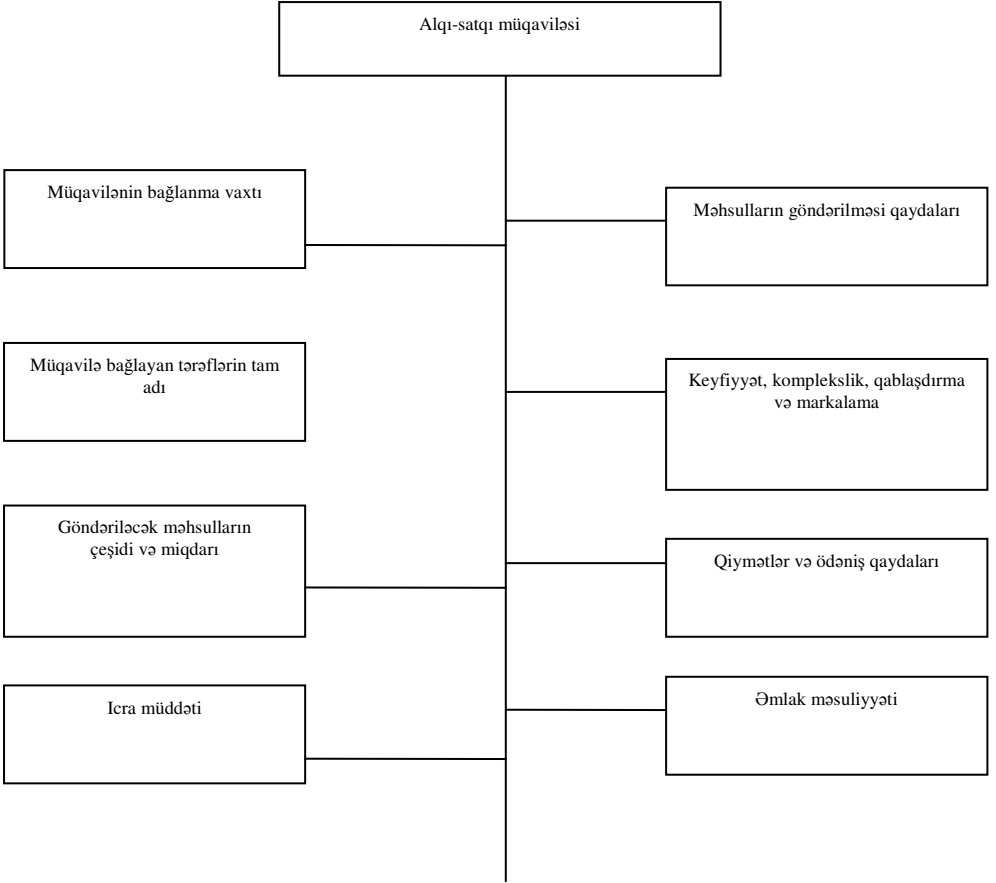 Alqı-satqı müqaviləsi
Müqavilənin bağlanma vaxtı
Məhsulların göndərilməsi qaydaları
Müqavilə bağlayan tərəflərin tam
adı
Keyfiyyət, komplekslik, qablaşdırma
və markalama
Göndəriləcək məhsulların
çeşidi və miqdarı
Qiymətlər və ödəniş qaydaları
Icra müddəti
Əmlak məsuliyyəti